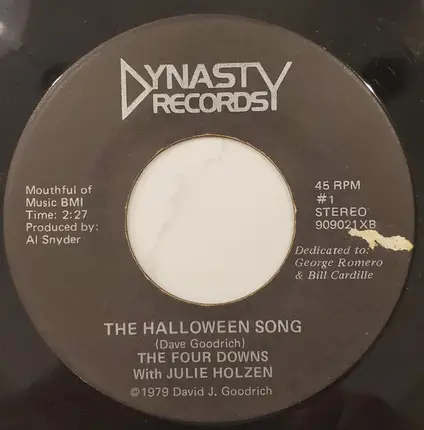 DYNASTY
RECORDS
Mouthful of
Music BMI
Time: 2:27
Produced by:
Al Snyder
45 RPM
#1
STEREO
909021XB
Dedicated to:
George Romero
& Bill Cardille
THE HALLOWEEN SONG
(Dave Goodrich)
THE FOUR DOWNS
With JULIE HOLZEN
©1979 David J. Goodrich